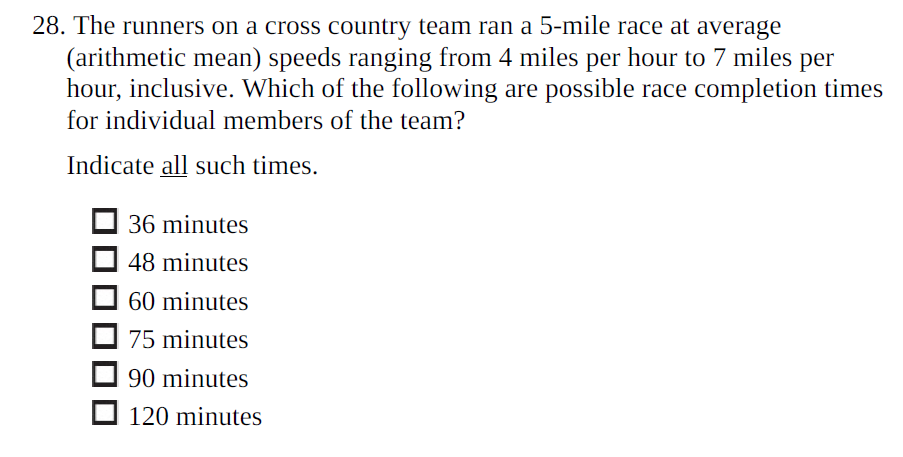 28. The runners on a cross country team ran a 5-mile race at average
(arithmetic mean) speeds ranging from 4 miles per hour to 7 miles per
hour, inclusive. Which of the following are possible race completion times
for individual members of the team?
Indicate all such times.
36 minutes
48 minutes
60 minutes
75 minutes
90 minutes
120 minutes